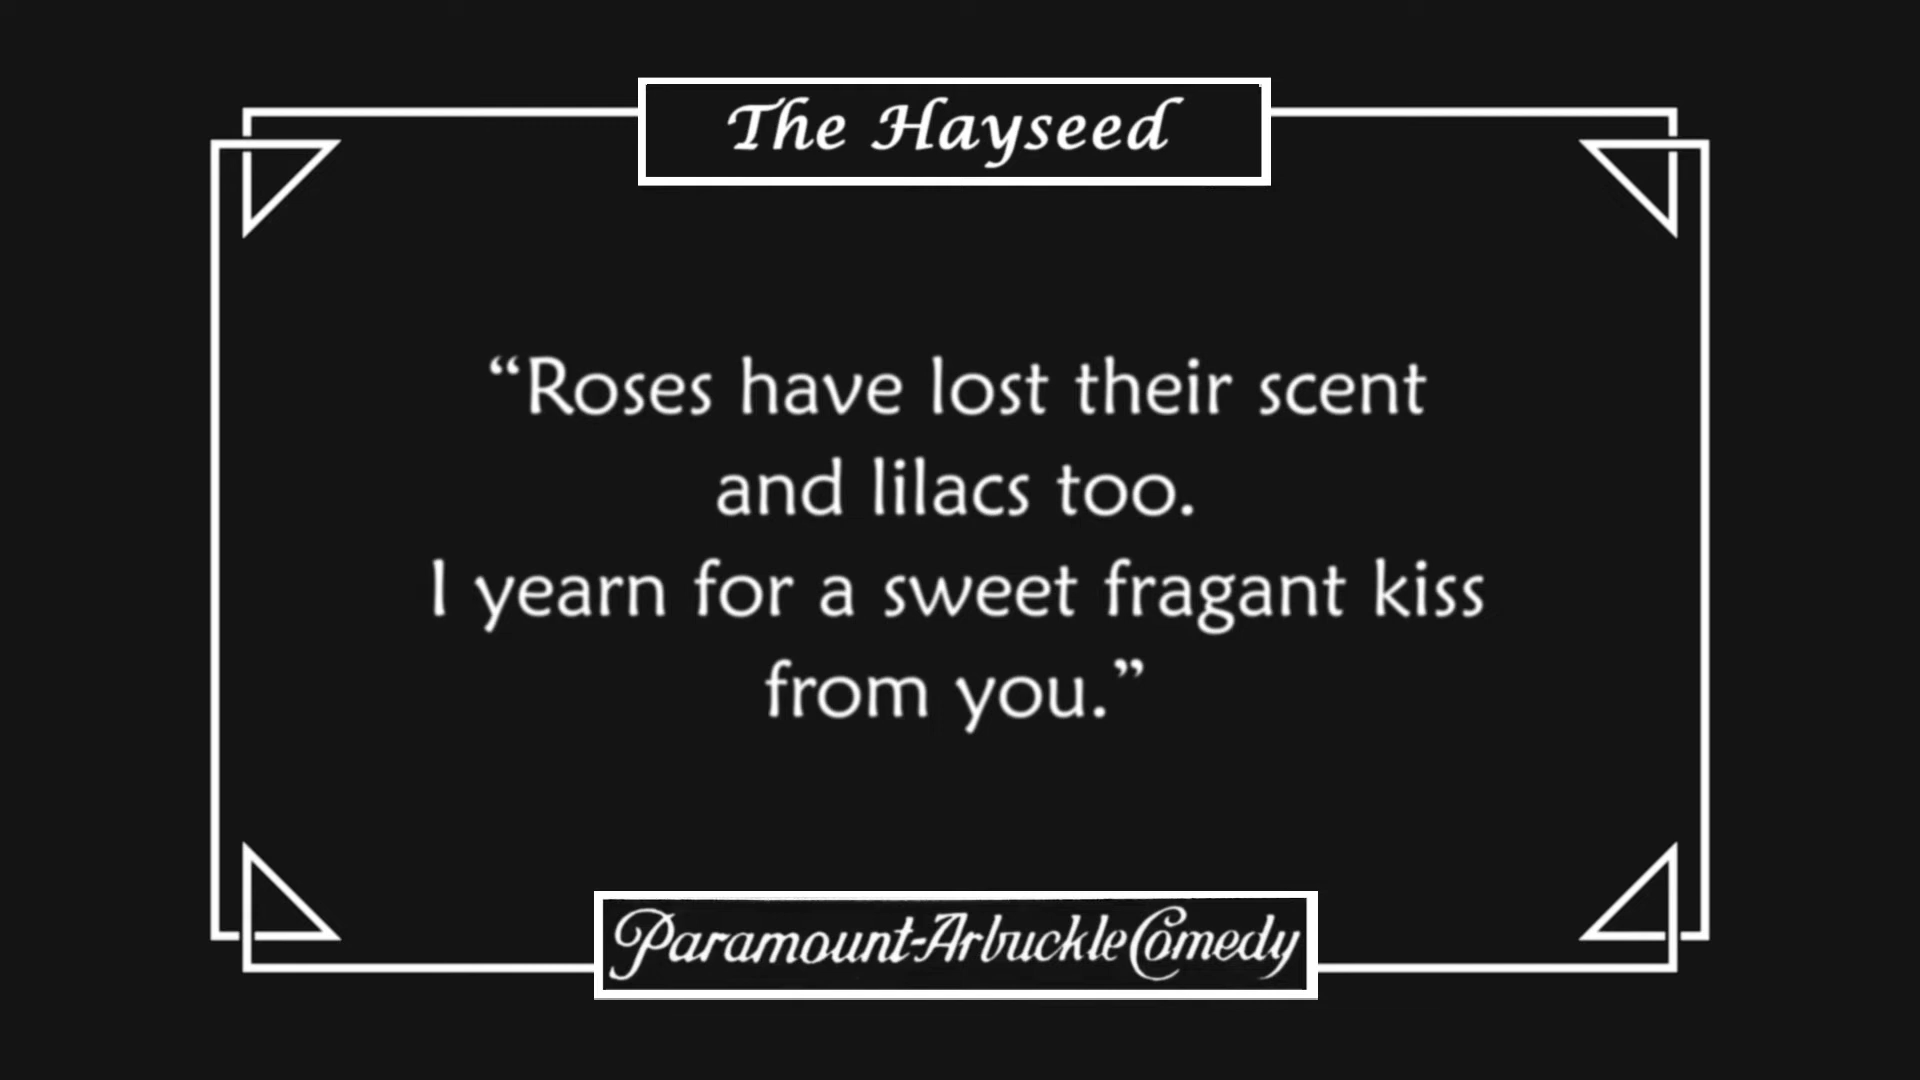 The Hayseed
“Roses have lost their scent
and lilacs too.
I yearn for a sweet fragant kiss
from you.”
Paramount-Arbuckle Comedy